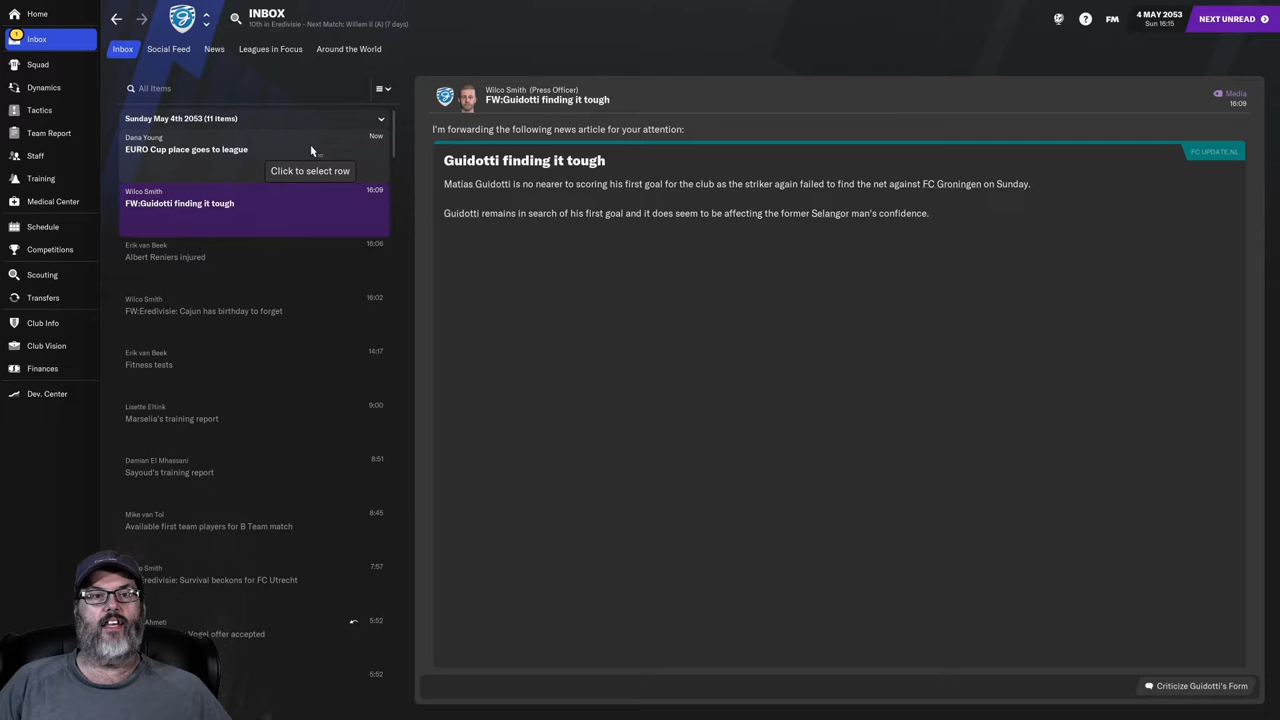 Home
INBOX
10th in Eredivisie - Next Match: Willem II (A) (7 days)
FM
4 MAY 2053
Sun 16:15
NEXT UNREAD
1
Inbox
Squad
Dynamics
Tactics
Team Report
Staff
Training
Medical Center
Schedule
Competitions
Scouting
Transfers
Club Info
Club Vision
Finances
Dev. Center
Inbox
Social Feed
News
Leagues in Focus
Around the World
All Items
Sunday May 4th 2053 (11 items)
Dana Young
Now
EURO Cup place goes to league
Click to select row
Wilco Smith
16:09
FW:Guidotti finding it tough
Erik van Beek
16:06
Albert Reniers injured
Wilco Smith
16:02
FW:Eredivisie: Cajun has birthday to forget
Erik van Beek
14:17
Fitness tests
Lisette Eltink
9:00
Marselia's training report
Damian El Mhassani
8:51
Sayoud's training report
Mike van Tol
8:45
Available first team players for B Team match
Smith
7:57
Eredivisie: Survival beckons for FC Utrecht
Ahmeti
5:52
Vogel offer accepted
5:52
Wilco Smith (Press Officer)
FW:Guidotti finding it tough
Media
16:09
I'm forwarding the following news article for your attention:
Guidotti finding it tough
FC UPDATE.NL
Matías Guidotti is no nearer to scoring his first goal for the club as the striker again failed to find the net against FC Groningen on Sunday.
Guidotti remains in search of his first goal and it does seem to be affecting the former Selangor man's confidence.
Criticize Guidotti's Form